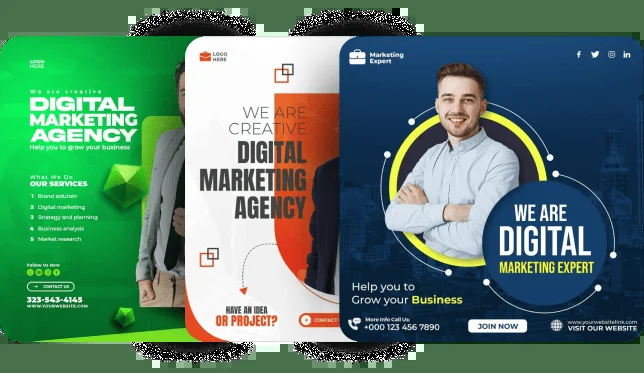 LOGO
HERE
We are creative
DIGITAL
MARKETING
AGENCY
Help you to grow your business
What We Do
OUR SERVICES
1 Brand solutoin
2 Digital marketing
3 Strategy and planning
4 Business analysis
5 Market research
Follow Us Now
CONTACT US
323-543-4145
WWW.YOURWEBSITE.COM
LOGO
HERE
WE ARE
CREATIVE
DIGITAL
MARKETING
AGENCY
HAVE AN IDEA
OR PROJECT?
CONTACT
Marketing
Expert
WE ARE
DIGITAL
MARKETING EXPERT
Help you to
Grow your Business
More Info Call Us:
+000 123 456 7890
JOIN NOW
www.yourwebsitelink.com
VISIT OUR WEBSITE